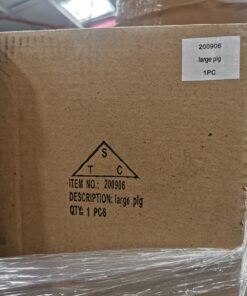 200906
large pig
1PC
S
T C
ITEM NO.: 200906
DESCRIPTION: large pig
QTY: 1 PCS